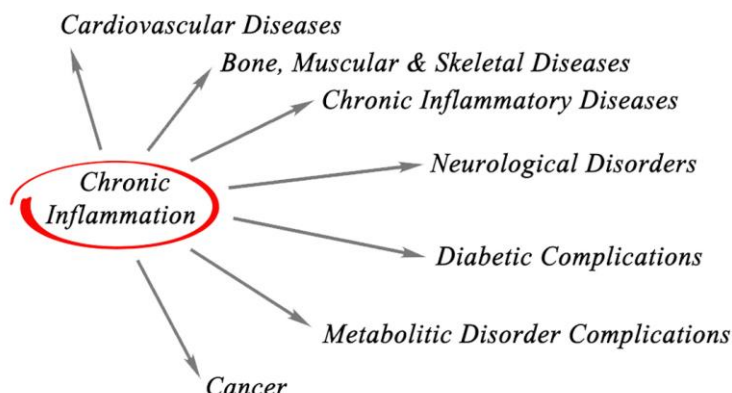 Cardiovascular Diseases
Bone, Muscular & Skeletal Diseases
Chronic Inflammatory Diseases
Neurological Disorders
Chronic
Inflammation
Diabetic Complications
Metabolitic Disorder Complications
Cancer